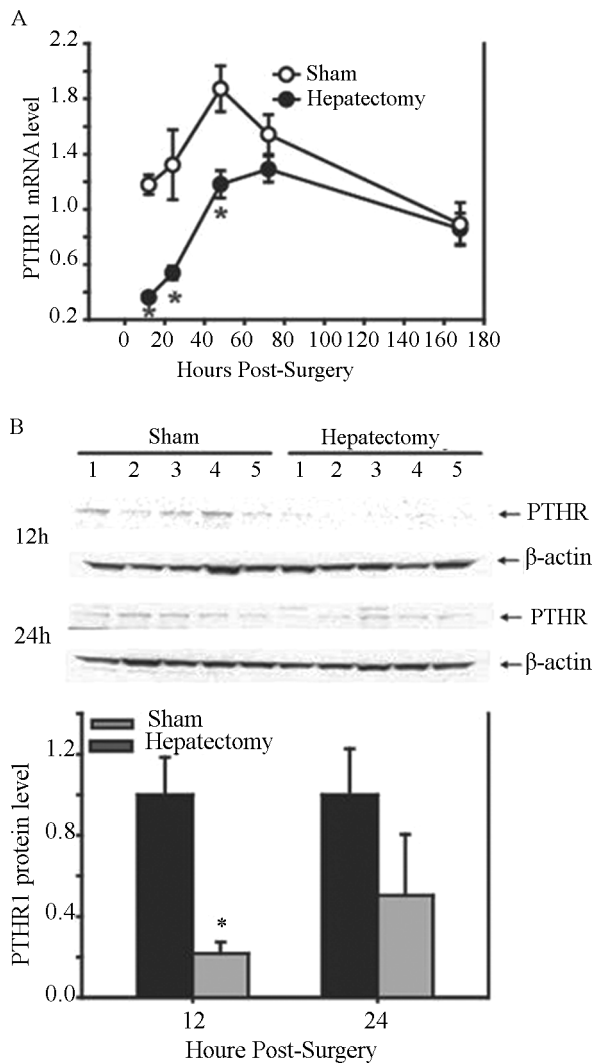 A
2.2
1.8
1.4
1.0
0.6
0.2
PTHR1 mRNA level
Sham
Hepatectomy
*
*
*
0 20 40 60 80 100 120 140 160 180
Hours Post-Surgery
B
Sham Hepatectomy
1 2 3 4 5 1 2 3 4 5
PTHR
12h
β-actin
PTHR
24h
β-actin
Sham
Hepatectomy
1.2
0.8
0.4
0.0
PTHR1 protein level
*
12 24
Houre Post-Surgery